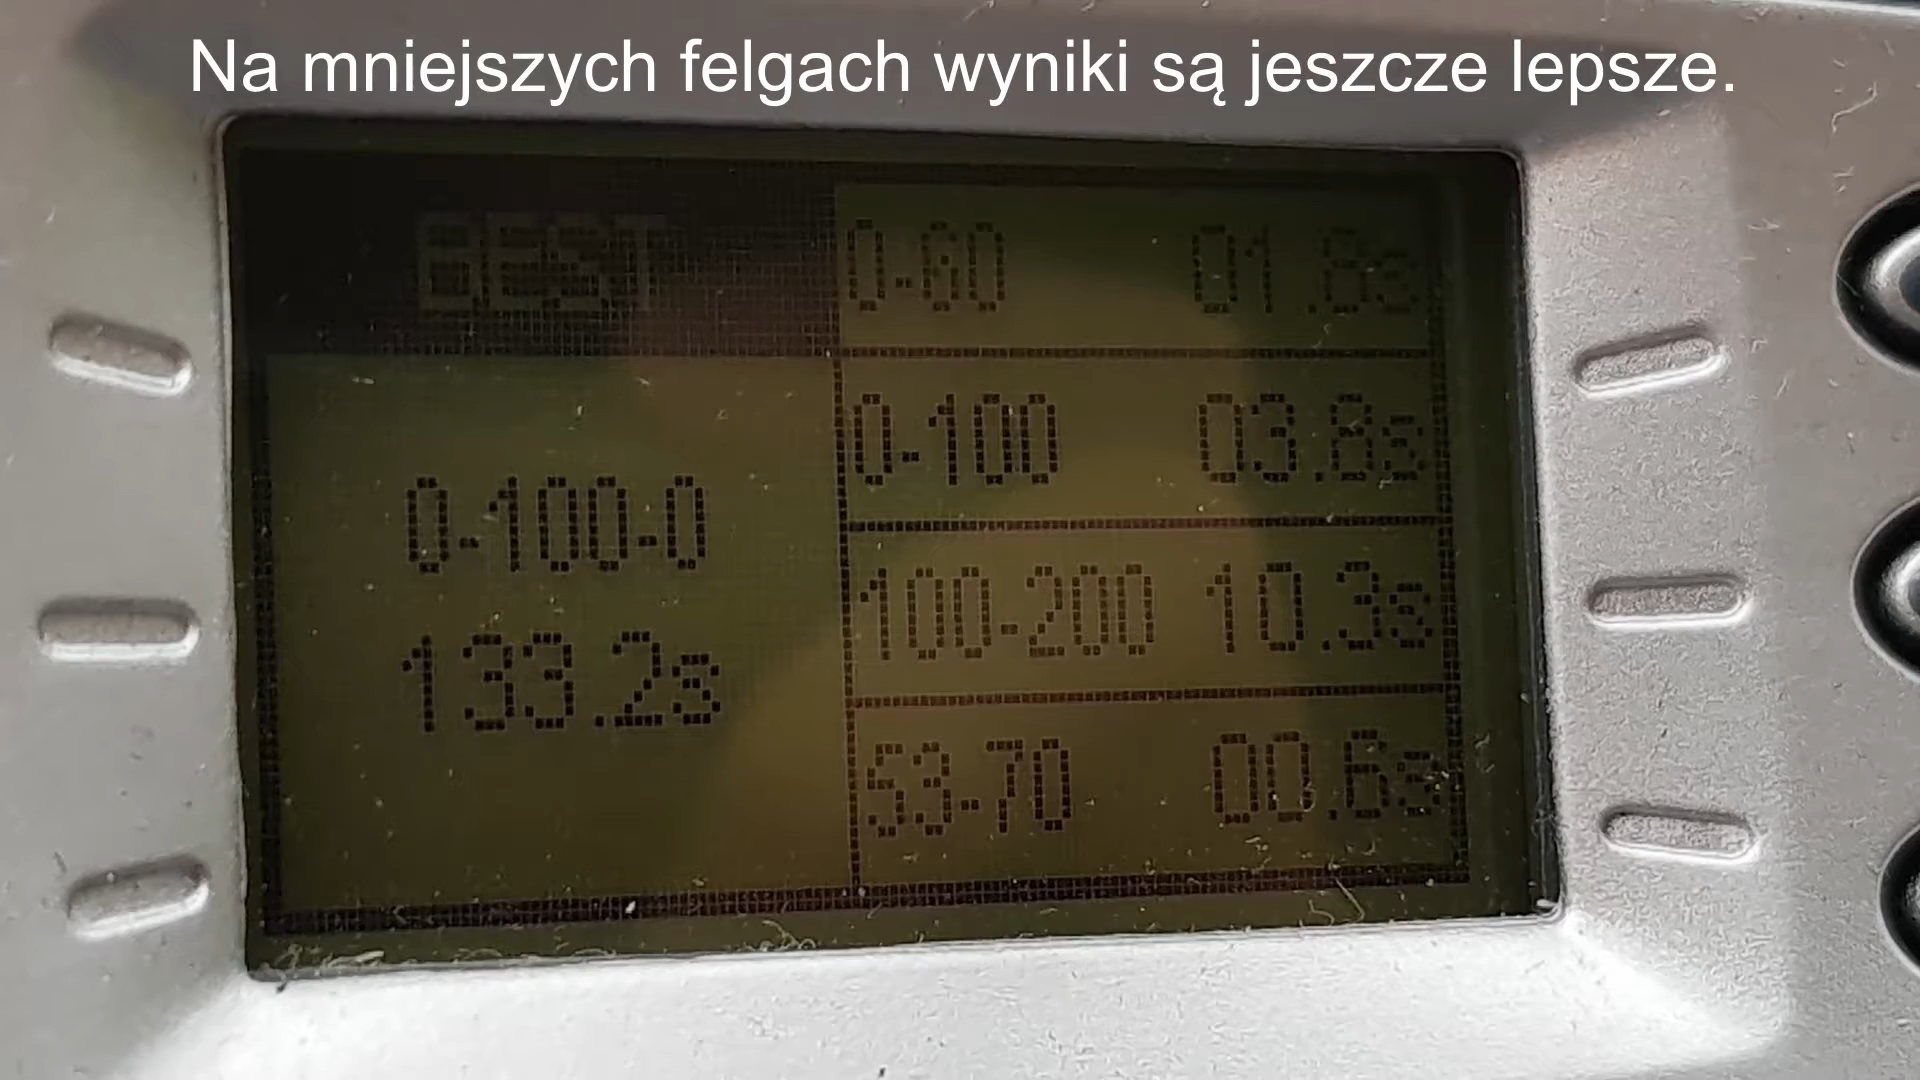 Na mniejszych felgach wyniki są jeszcze lepsze.
BEST
0-100-0
133.2s
0-60 01.8s
0-100 03.8s
100-200 10.3s
53-70 00.6s